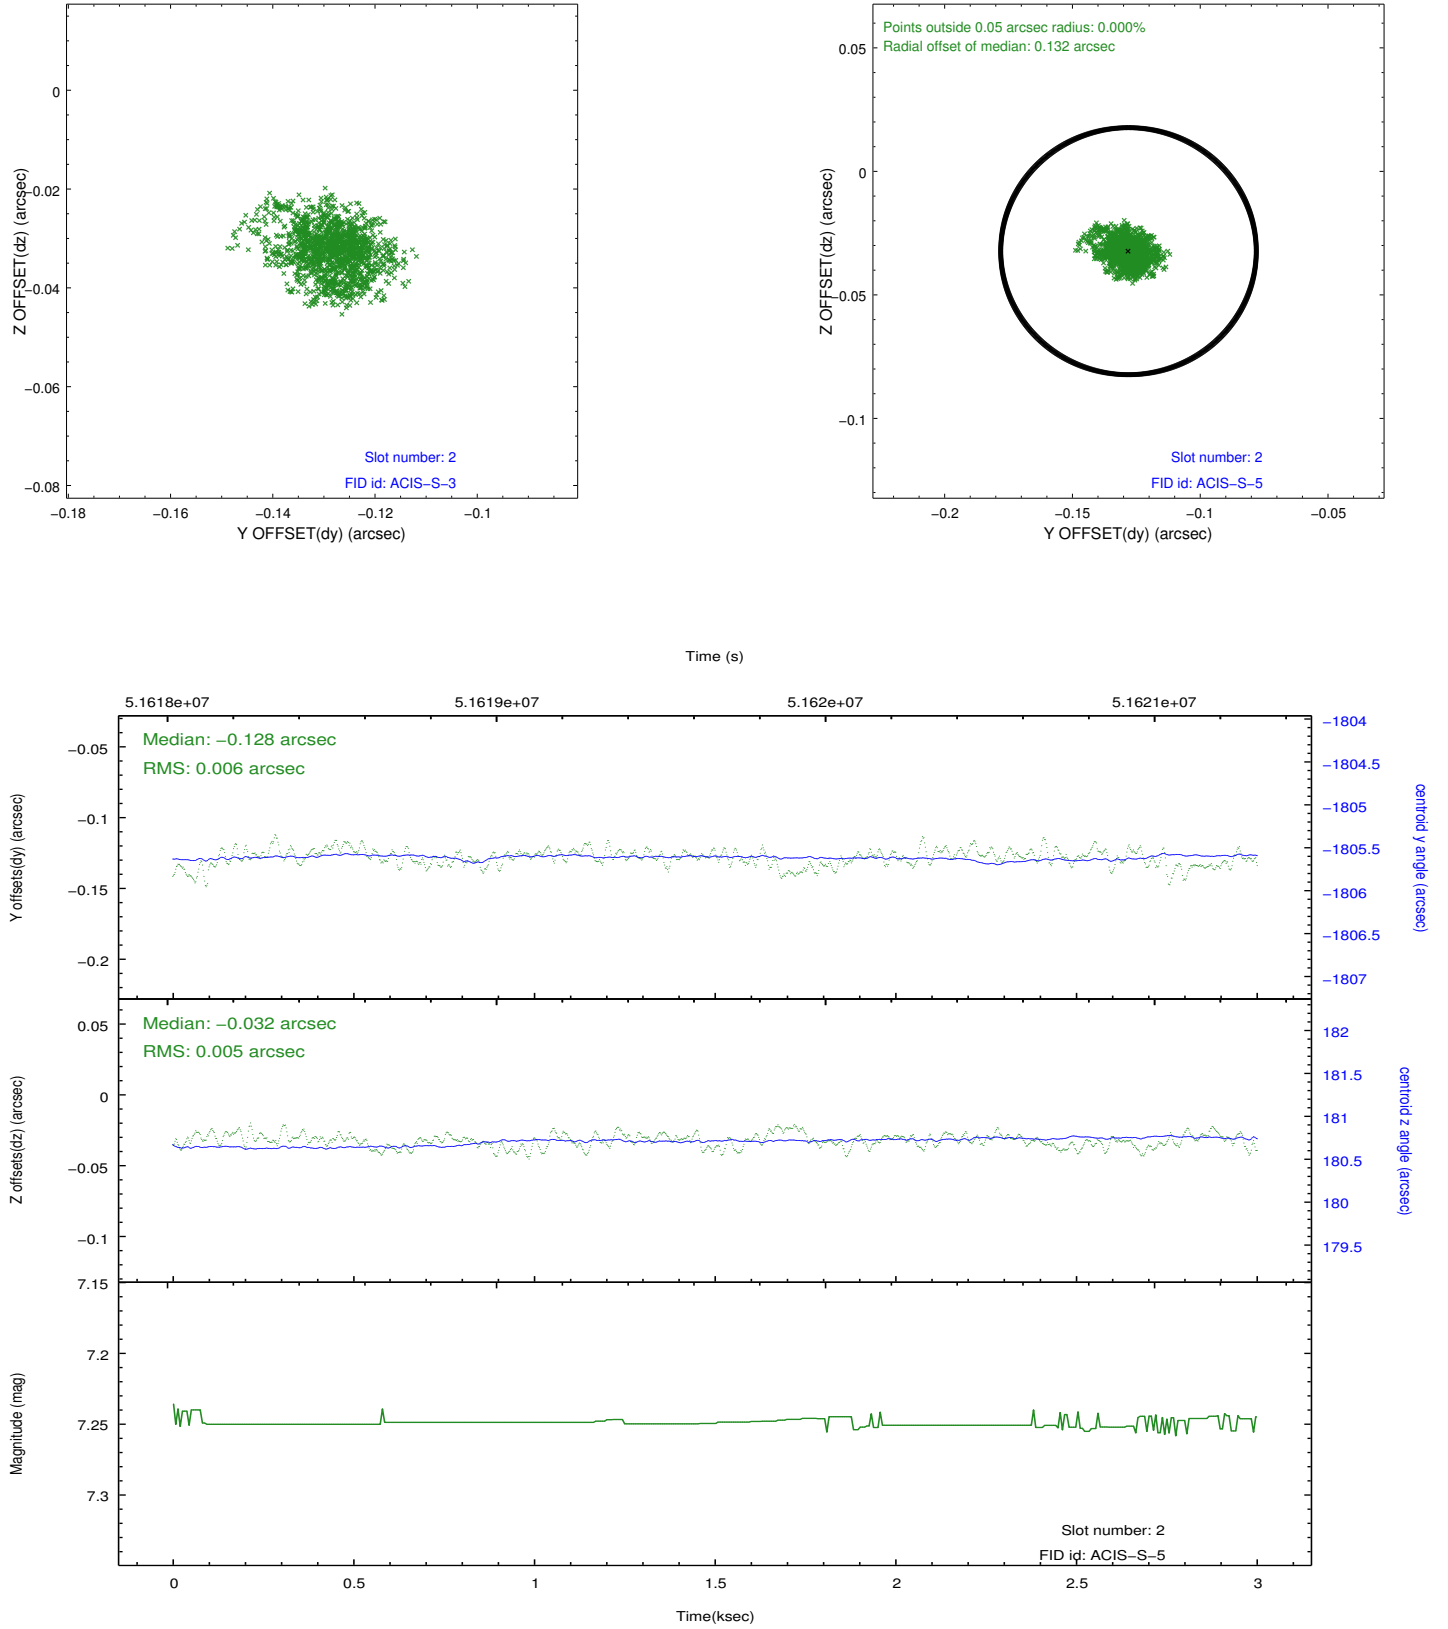 0
−0.02
−0.04
−0.06
−0.08
Z OFFSET(dz) (arcsec)
Slot number: 2
FID id: ACIS−S−3
−0.18 −0.16 −0.14 −0.12 −0.1
Y OFFSET(dy) (arcsec)
Points outside 0.05 arcsec radius: 0.000%
Radial offset of median: 0.132 arcsec
0.05
0
−0.05
−0.1
Z OFFSET(dz) (arcsec)
Slot number: 2
FID id: ACIS−S−5
−0.2 −0.15 −0.1 −0.05
Y OFFSET(dy) (arcsec)
Time (s)
5.1618e+07 5.1619e+07 5.162e+07 5.1621e+07
Median: −0.128 arcsec
RMS: 0.006 arcsec
−0.05
−0.1
−0.15
−0.2
Y offsets(dy) (arcsec)
−1804
−1804.5
−1805
−1805.5
−1806
−1806.5
−1807
centroid y angle (arcsec)
Median: −0.032 arcsec
RMS: 0.005 arcsec
0.05
0
−0.05
−0.1
Z offsets(dz) (arcsec)
182
181.5
181
180.5
180
179.5
centroid z angle (arcsec)
7.15
7.2
7.25
7.3
Magnitude (mag)
Slot number: 2
FID id: ACIS−S−5
0 0.5 1 1.5 2 2.5 3
Time(ksec)